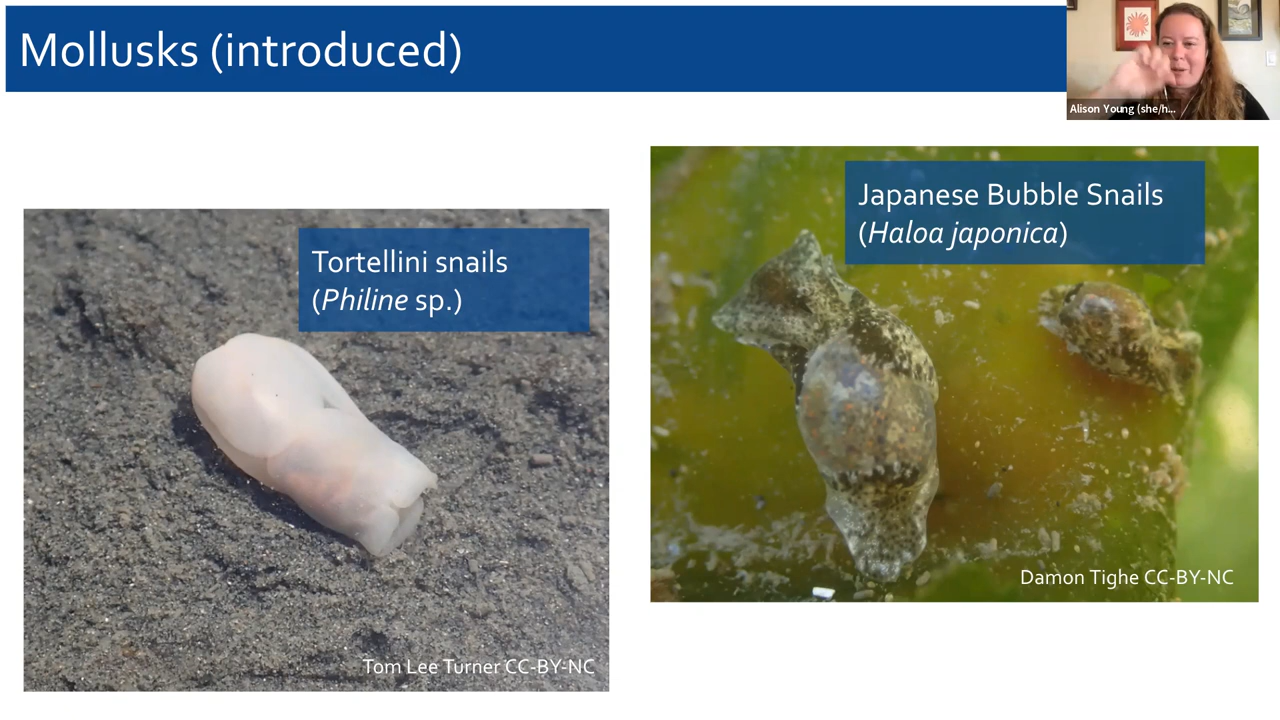 Mollusks (introduced)
Alison Young (she/h...
Tortellini snails
(Philine sp.)
Tom Lee Turner CC-BY-NC
Japanese Bubble Snails
(Haloa japonica)
Damon Tighe CC-BY-NC